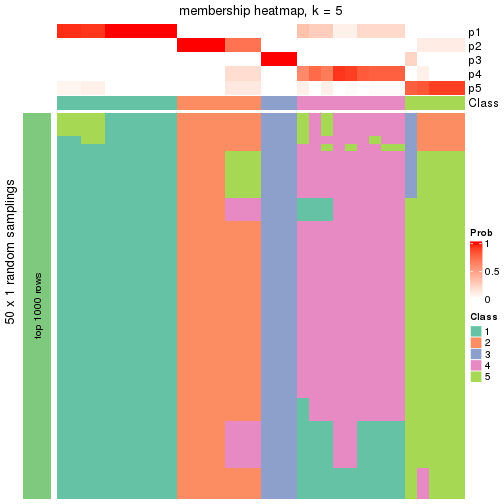 membership heatmap, k = 5
p1
p2
p3
p4
p5
Class
50 x 1 random samplings
top 1000 rows
Prob
1
0.5
0
Class
1
2
3
4
5